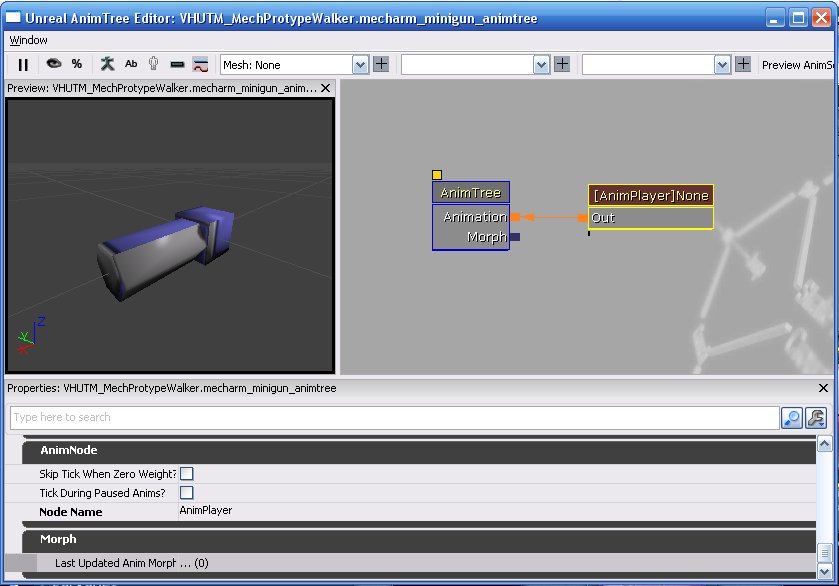 Unreal AnimTree Editor: VHUTM_MechProtypeWalker.mecharm_minigun_animtree
Window
% Ab Mesh: None Preview AnimSe
Preview: VHUTM_MechProtypeWalker.mecharm_minigun_anim...
AnimTree
Animation
Morph
[AnimPlayer]None
Out
Z
Y
X
Properties: VHUTM_MechProtypeWalker.mecharm_minigun_animtree
Type here to search
AnimNode
Skip Tick When Zero Weight?
Tick During Paused Anims?
Node Name AnimPlayer
Morph
Last Updated Anim Morph ... (0)